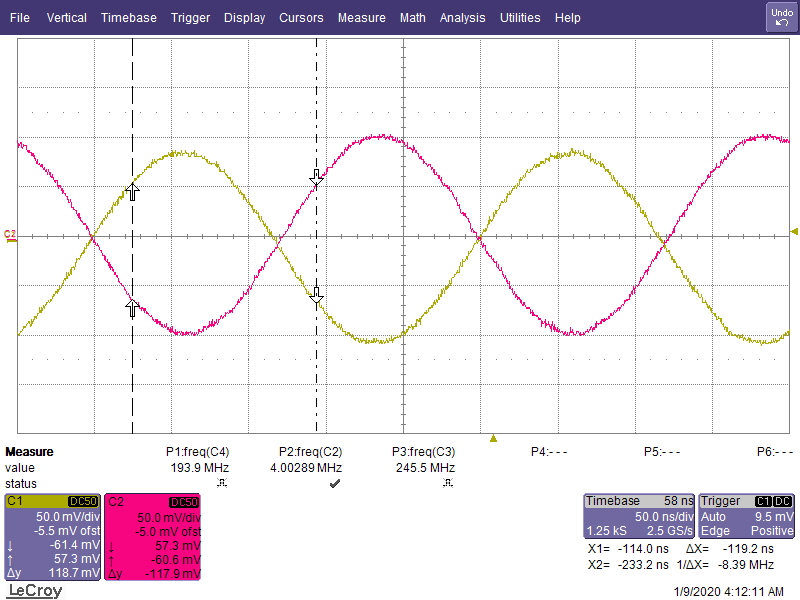 File Vertical Timebase Trigger Display Cursors Measure Math Analysis Utilities Help Undo
C2
Measure P1:freq(C4) P2:freq(C2) P3:freq(C3) P4:- - - P5:- - - P6:- - -
value 193.9 MHz 4.00289 MHz 245.5 MHz
status
C1 DC50
50.0 mV/div
-5.5 mV ofst
↓ -61.4 mV
↑ 57.3 mV
Δy 118.7 mV
C2 DC50
50.0 mV/div
-5.0 mV ofst
↓ 57.3 mV
↑ -60.6 mV
Δy -117.9 mV
Timebase 58 ns
50.0 ns/div
1.25 kS 2.5 GS/s
Trigger C1 DC
Auto 9.5 mV
Edge Positive
X1= -114.0 ns ΔX= -119.2 ns
X2= -233.2 ns 1/ΔX= -8.39 MHz
LeCroy
1/9/2020 4:12:11 AM